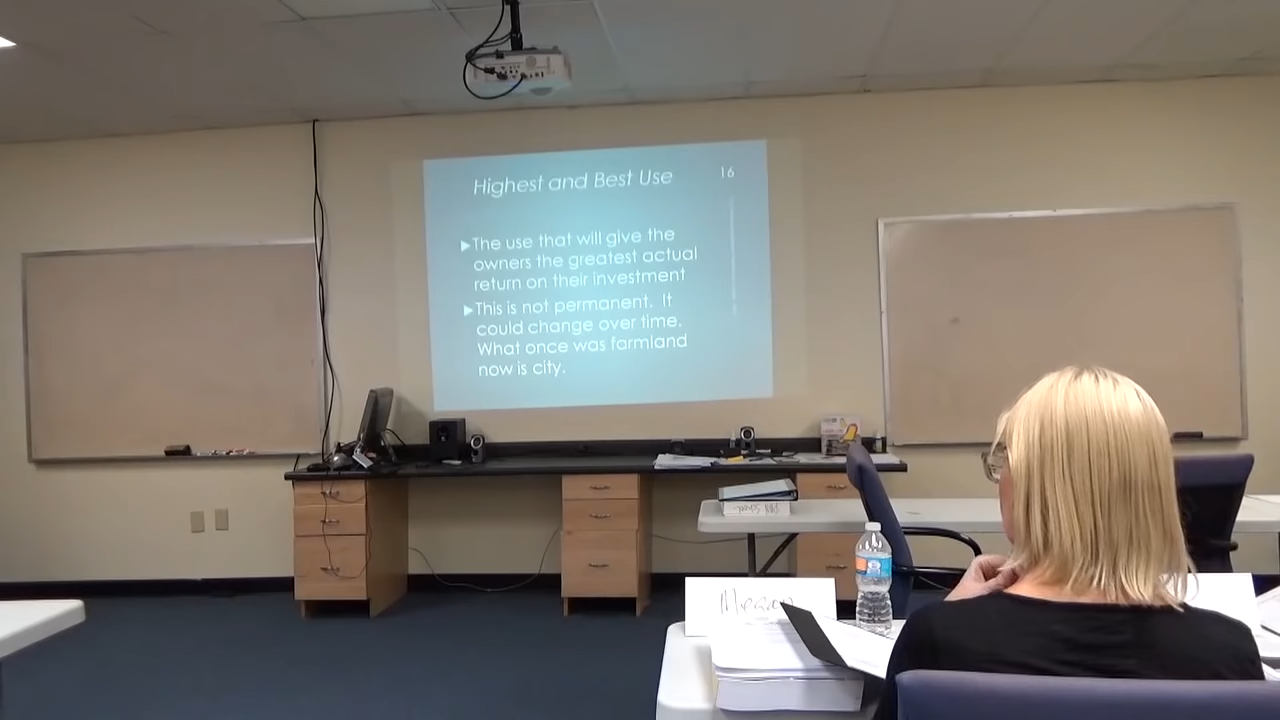 Highest and Best Use
16
▶The use that will give the
owners the greatest actual
return on their investment
▶This is not permanent. It
could change over time.
What once was farmland
now is city.